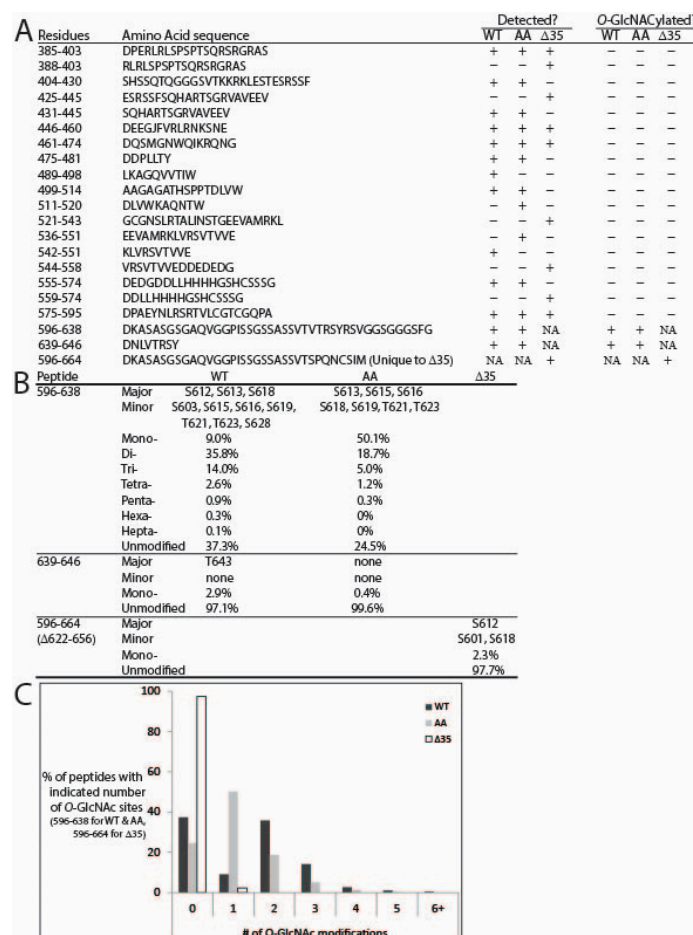 A
Detected?
O-GlcNACylated?
Residues Amino Acid sequence WT AA Δ35 WT AA Δ35
385-403 DPERLRLSPSPTSQRSRGRAS + + + – – –
388-403 RLRLSPSPTSQRSRGRAS – – + – – –
404-430 SHSSQTQGGGSVTKKRKLESTESRSSF + + – – – –
425-445 ESRSSFSQHARTSGRVAVEEV – – + – – –
431-445 SQHARTSGRVAVEEV + + – – – –
446-460 DEEGJFVRLRNKSNE + + + – – –
461-474 DQSMGNWQIKRQNG + + + – – –
475-481 DDPLLTY + + – – – –
489-498 LKAGQVVTIW + – – – – –
499-514 AAGAGATHSPPTDLVW + + – – – –
511-520 DLVWKAQNTW – + – – – –
521-543 GCGNSLRTALINSTGEEVAMRKL – – + – – –
536-551 EEVAMRKLVRSVTVVE – + – – – –
542-551 KLVRSVTVVE + – – – – –
544-558 VRSVTVVEDDEDEDG – – + – – –
555-574 DEDGDDLLHHHHGSHCSSSG + + – – – –
559-574 DDLLHHHHGSHCSSSG – – + – – –
575-595 DPAEYNLRSRTVLCGTCGQPA + + + – – –
596-638 DKASASGSGAQVGGPISSGSSASSVTVTRSYRSVGGSGGGSFG + + NA + + NA
639-646 DNLVTRSY + + NA + + NA
596-664 DKASASGSGAQVGGPISSGSSASSVTSPQNCSIM (Unique to Δ35) NA NA + NA NA +
B
Peptide WT AA Δ35
596-638 Major S612, S613, S618 S613, S615, S616
Minor S603, S615, S616, S619, S618, S619, T621, T623
T621, T623, S628
Mono- 9.0% 50.1%
Di- 35.8% 18.7%
Tri- 14.0% 5.0%
Tetra- 2.6% 1.2%
Penta- 0.9% 0.3%
Hexa- 0.3% 0%
Hepta- 0.1% 0%
Unmodified 37.3% 24.5%
639-646 Major T643 none
Minor none none
Mono- 2.9% 0.4%
Unmodified 97.1% 99.6%
596-664 Major S612
(Δ622-656) Minor S601, S618
Mono- 2.3%
Unmodified 97.7%
C
100
80
60
40
20
0
WT
AA
Δ35
% of peptides with
indicated number
of O-GlcNAc sites
(596-638 for WT & AA,
596-664 for Δ35)
0 1 2 3 4 5 6+
# of O-GlcNAc modifications